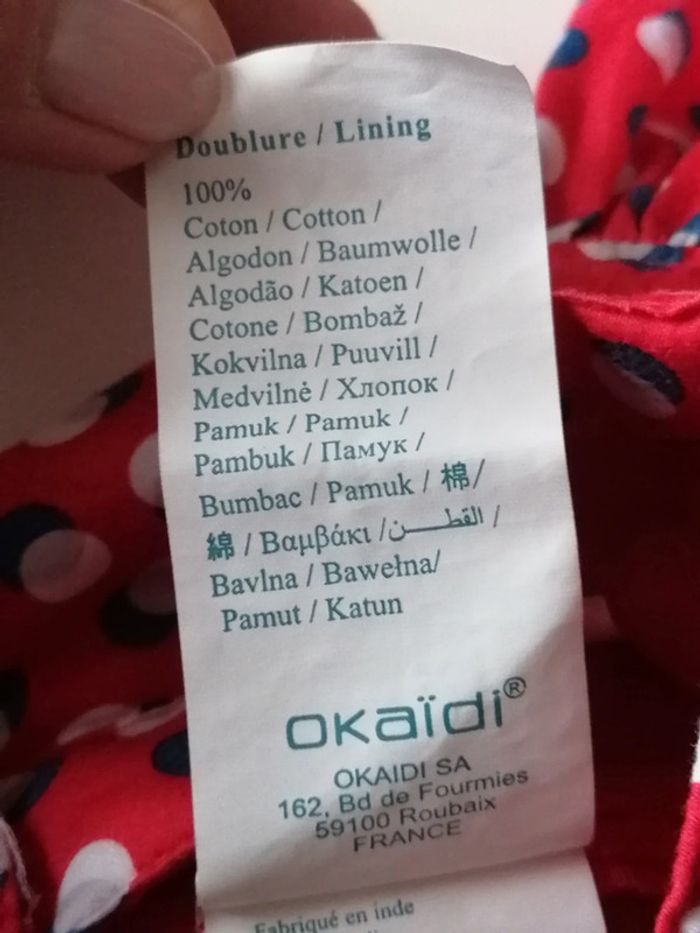 Doublure / Lining
100%
Coton / Cotton /
Algodon / Baumwolle /
Algodão / Katoen /
Cotone / Bombaž /
Kokvilna / Puuvill /
Medvilnė / Хлопок /
Pamuk / Pamuk /
Pambuk / Памук /
Bumbac / Pamuk / 棉/
綿 / Βαμβάκι /القطــــن /
Bavlna / Bawełna/
Pamut / Katun
okaïdi®
OKAIDI SA
162, Bd de Fourmies
59100 Roubaix
FRANCE
Fabriqué en inde